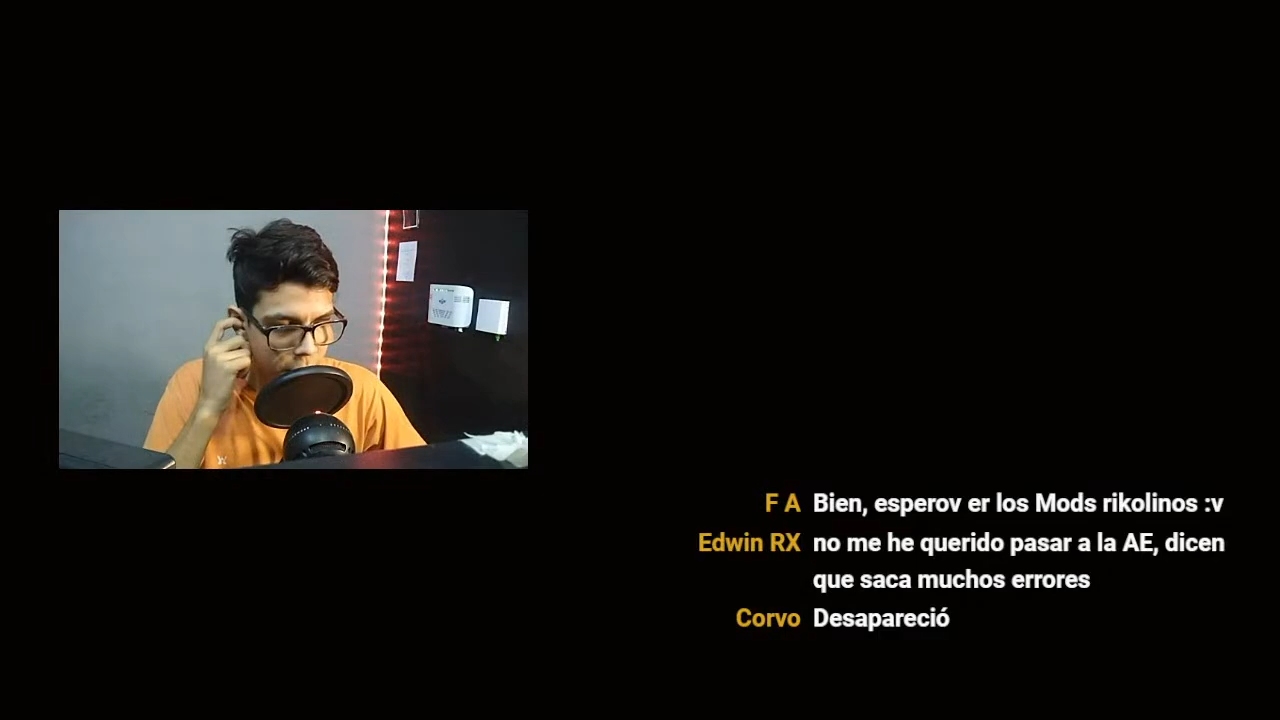 F A Bien, esperov er los Mods rikolinos :v
Edwin RX no me he querido pasar a la AE, dicen
que saca muchos errores
Corvo Desapareció